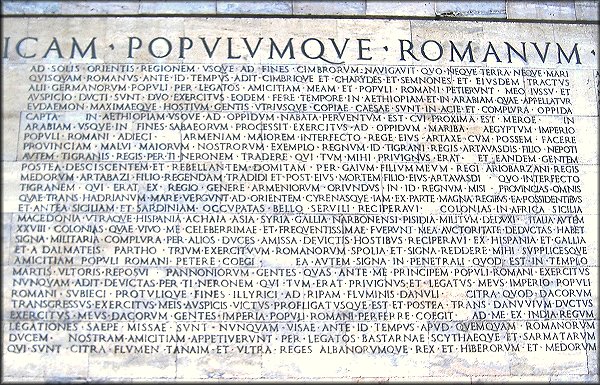 ICAM · POPVLVMQVE · ROMANVM ·
AD · SOLIS · ORIENTIS · REGIONEM · VSQVE · AD · FINES · CIMBRORVM · NAVIGAVIT · QVO · NEQVE · TERRA · NEQVE · MARI
QVISQVAM · ROMANVS · ANTE · ID · TEMPVS · ADIT · CIMBRIQVE · ET · CHARYDES · ET · SEMNONES · ET · EIVSDEM · TRACTVS
ALII · GERMANORVM · POPVLI · PER · LEGATOS · AMICITIAM · MEAM · ET · POPVLI · ROMANI · PETIERVNT · MEO · IVSSV · ET
AVSPICIO · DVCTI · SVNT · DVO · EXERCITVS · EODEM · FERE · TEMPORE · IN · AETHIOPIAM · ET · IN · ARABIAM · QVAE · APPELLATVR
EVDAEMON · MAXIMAEQVE · HOSTIVM · GENTIS · VTRIVSQVE · COPIAE · CAESAE · SVNT · IN · ACIE · ET · COMPLVRA · OPPIDA
CAPTA · IN · AETHIOPIAM · VSQVE · AD · OPPIDVM · NABATA · PERVENTVM · EST · CVI · PROXIMA · EST · MEROE · IN
ARABIAM · VSQVE · IN · FINES · SABAEORVM · PROCESSIT · EXERCITVS · AD · OPPIDVM · MARIBA · AEGYPTVM · IMPERIO
POPVLI · ROMANI · ADIECI · ARMENIAM · MAIOREM · INTERFECTO · REGE · EIVS · ARTAXE · CVM · POSSEM · FACERE
PROVINCIAM · MALVI · MAIORVM · NOSTRORVM · EXEMPLO · REGNVM · ID · TIGRANI · REGIS · ARTAVASDIS · FILIO · NEPOTI
AVTEM · TIGRANIS · REGIS · PER · TI · NERONEM · TRADERE · QVI · TVM · MIHI · PRIVIGNVS · ERAT · ET · EANDEM · GENTEM
POSTEA · DESCISCENTEM · ET · REBELLANTEM · DOMITAM · PER · GAIVM · FILIVM · MEVM · REGI · ARIOBARZANI · REGIS
MEDORVM · ARTABAZI · FILIO · REGENDAM · TRADIDI · ET · POST · EIVS · MORTEM · FILIO · EIVS · ARTAVASDI · QVO · INTERFECTO
TIGRANEM · QVI · ERAT · EX · REGIO · GENERE · ARMENIORVM · ORIVNDVS · IN · ID · REGNVM · MISI · PROVINCIAS · OMNIS
QVAE · TRANS · HADRIANVM · MARE · VERGVNT · AD · ORIENTEM · CYRENASQVE · IAM · EX · PARTE · MAGNA · REGIBVS · EA · POSSIDENTIBVS
ET · ANTEA · SICILIAM · ET · SARDINIAM · OCCVPATAS · BELLO · SERVILI · RECIPERAVI · COLONIAS · IN · AFRICA · SICILIA
MACEDONIA · VTRAQVE · HISPANIA · ACHAIA · ASIA · SYRIA · GALLIA · NARBONENSI · PISIDIA · MILITVM · DEDVXI · ITALIA · AVTEM
XXVIII · COLONIAS · QVAE · VIVO · ME · CELEBERRIMAE · ET · FREQVENTISSIMAE · FVERVNT · MEA · AVCTORITATE · DEDVCTAS · HABET
SIGNA · MILITARIA · COMPLVRA · PER · ALIOS · DVCES · AMISSA · DEVICTIS · HOSTIBVS · RECIPERAVI · EX · HISPANIA · ET · GALLIA
ET · A · DALMATEIS · PARTHOS · TRIVM · EXERCITVVM · ROMANORVM · SPOLIA · ET · SIGNA · REDDERE · MIHI · SVPPLICESQVE
AMICITIAM · POPVLI · ROMANI · PETERE · COEGI · EA · AVTEM · SIGNA · IN · PENETRALI · QVOD · EST · IN · TEMPLO
MARTIS · VLTORIS · REPOSVI · PANNONIORVM · GENTES · QVAS · ANTE · ME · PRINCIPEM · POPVLI · ROMANI · EXERCITVS
NVNQVAM · ADIT · DEVICTAS · PER · TI · NERONEM · QVI · TVM · ERAT · PRIVIGNVS · ET · LEGATVS · MEVS · IMPERIO · POPVLI
ROMANI · SVBIECI · PROTVLIQVE · FINES · ILLYRICI · AD · RIPAM · FLVMINIS · DANVI · CITRA · QVOD · DACORVM
TRANSGRESSVS · EXERCITVS · MEIS · AVSPICIS · VICTVS · PROFLIGATVSQVE · EST · ET · POSTEA · TRANS · DANVVIVM · DVCTVS
EXERCITVS · MEVS · DACORVM · GENTES · IMPERIA · POPVLI · ROMANI · PERFERRE · COEGIT · AD · ME · EX · INDIA · REGVM
LEGATIONES · SAEPE · MISSAE · SVNT · NVNQVAM · VISAE · ANTE · ID · TEMPVS · APVD · QVEMQVAM · ROMANORVM
DVCEM · NOSTRAM · AMICITIAM · APPETIVERVNT · PER · LEGATOS · BASTARNAE · SCYTHAEQVE · ET · SARMATARVM
QVI · SVNT · CITRA · FLVMEN · TANAIM · ET · VLTRA · REGES · ALBANORVMQVE · REX · ET · HIBERORVM · ET · MEDORVM